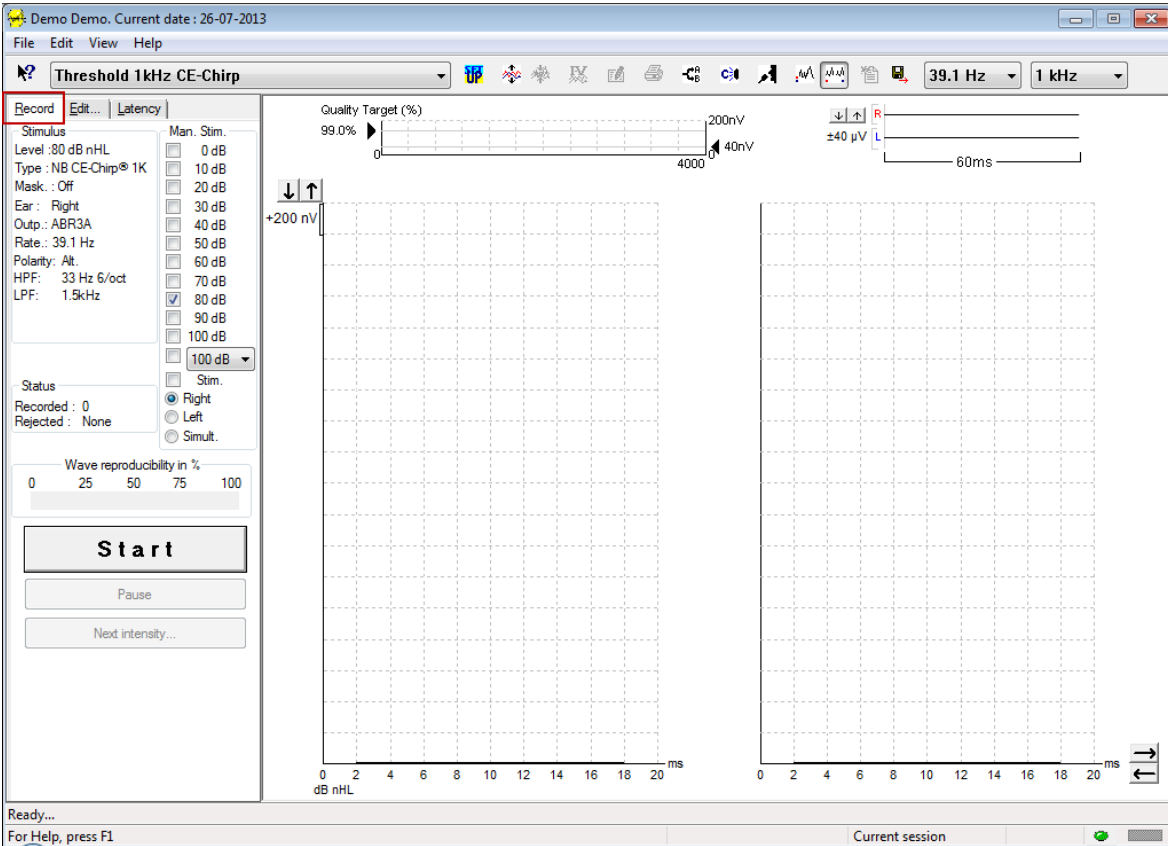 Demo Demo. Current date : 26-07-2013
File Edit View Help
Threshold 1kHz CE-Chirp
UP
39.1 Hz
1 kHz
Record
Edit...
Latency
Stimulus
Level :80 dB nHL
Type : NB CE-Chirp® 1K
Mask. : Off
Ear : Right
Outp.: ABR3A
Rate.: 39.1 Hz
Polarity: Alt.
HPF: 33 Hz 6/oct
LPF: 1.5kHz
Man. Stim.
0 dB
10 dB
20 dB
30 dB
40 dB
50 dB
60 dB
70 dB
80 dB
90 dB
100 dB
100 dB
Stim.
Right
Left
Simult.
Status
Recorded : 0
Rejected : None
Wave reproducibility in %
0 25 50 75 100
Start
Pause
Next intensity...
Quality Target (%)
99.0%
0
4000
200nV
40nV
0
±40 µV
R
L
60ms
+200 nV
0 2 4 6 8 10 12 14 16 18 20 ms
dB nHL
0 2 4 6 8 10 12 14 16 18 20 ms
Ready...
For Help, press F1
Current session